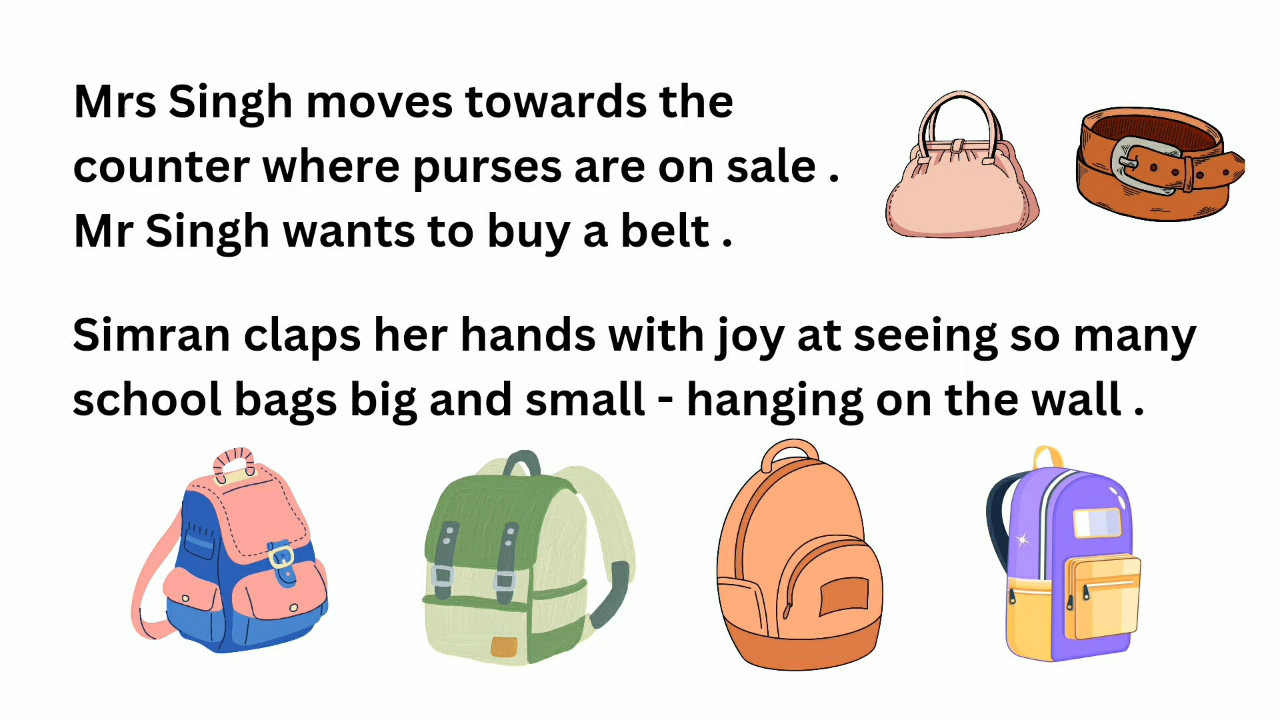 Mrs Singh moves towards the
counter where purses are on sale .
Mr Singh wants to buy a belt .
Simran claps her hands with joy at seeing so many
school bags big and small - hanging on the wall .